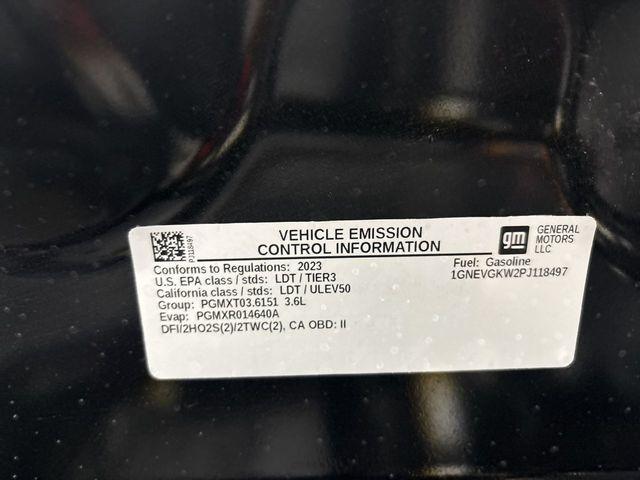 PJ118497
VEHICLE EMISSION
CONTROL INFORMATION
gm
GENERAL
MOTORS
LLC
Conforms to Regulations: 2023
U.S. EPA class / stds: LDT / TIER3
California class / stds: LDT / ULEV50
Group: PGMXT03.6151 3.6L
Evap: PGMXR014640A
DFI/2HO2S(2)/2TWC(2), CA OBD: II
Fuel: Gasoline
1GNEVGKW2PJ118497